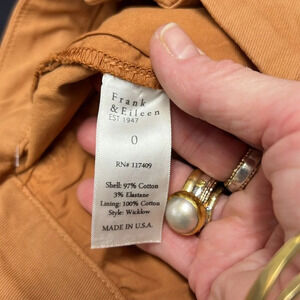 Frank
& Eileen
EST 1947
0
RN# 117409
Shell: 97% Cotton
3% Elastane
Lining: 100% Cotton
Style: Wicklow
MADE IN U.S.A.